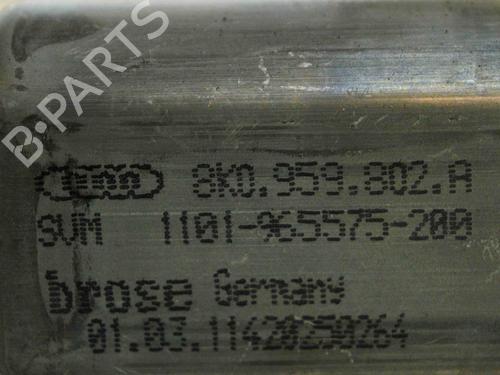 B-PARTS
8K0.959.802.A
SVM 1101-965575-200
brose Germany
01.03.11420250264